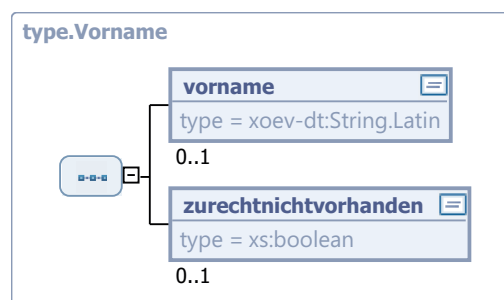 type.Vorname
vorname
type = xoev-dt:String.Latin
0..1
zurechtnichtvorhanden
type = xs:boolean
0..1